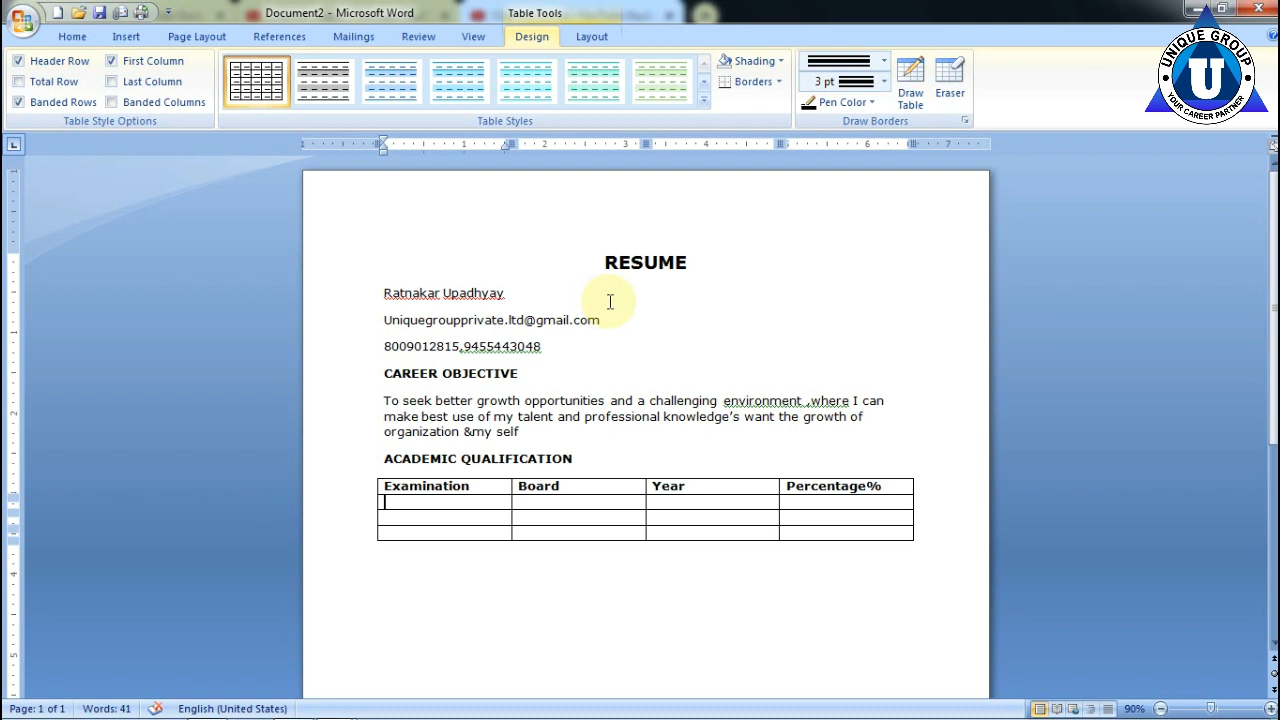 Document2 - Microsoft Word
Table Tools
Home Insert Page Layout References Mailings Review View Design Layout
Header Row First Column
Total Row Last Column
Banded Rows Banded Columns
Table Style Options
Table Styles
Shading
Borders
3 pt
Pen Color
Draw Table
Eraser
Draw Borders
UNIQUE GROUP
U
YOUR CAREER PARTNER
RESUME
Ratnakar Upadhyay
Uniquegroupprivate.ltd@gmail.com
8009012815,9455443048
CAREER OBJECTIVE
To seek better growth opportunities and a challenging environment ,where I can
make best use of my talent and professional knowledge's want the growth of
organization &my self
ACADEMIC QUALIFICATION
Examination Board Year Percentage%
Page: 1 of 1 Words: 41 English (United States) 90%